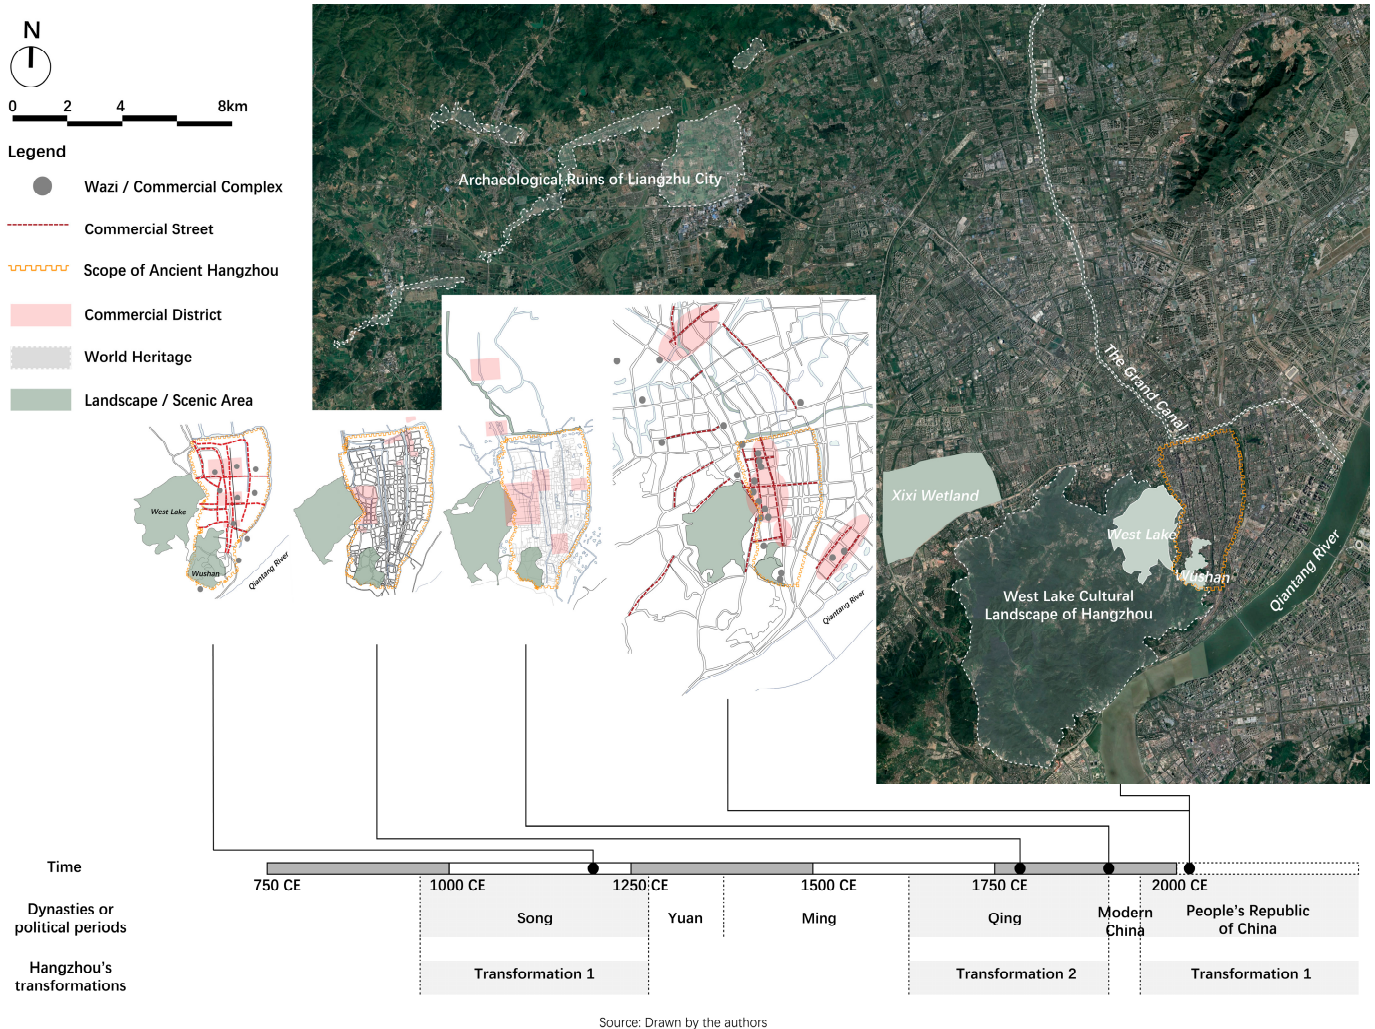 N
0 2 4 8km
Legend
Wazi / Commercial Complex
Commercial Street
Scope of Ancient Hangzhou
Commercial District
World Heritage
Landscape / Scenic Area
Archaeological Ruins of Liangzhu City
The Grand Canal
Xixi Wetland
West Lake
Wushan
West Lake Cultural
Landscape of Hangzhou
Qiantang River
West Lake
Wushan
Qiantang River
Qiantang River
Time
750 CE 1000 CE 1250 CE 1500 CE 1750 CE 2000 CE
Dynasties or
political periods
Song Yuan Ming Qing
Modern
China
People's Republic
of China
Hangzhou's
transformations
Transformation 1 Transformation 2 Transformation 1
Source: Drawn by the authors